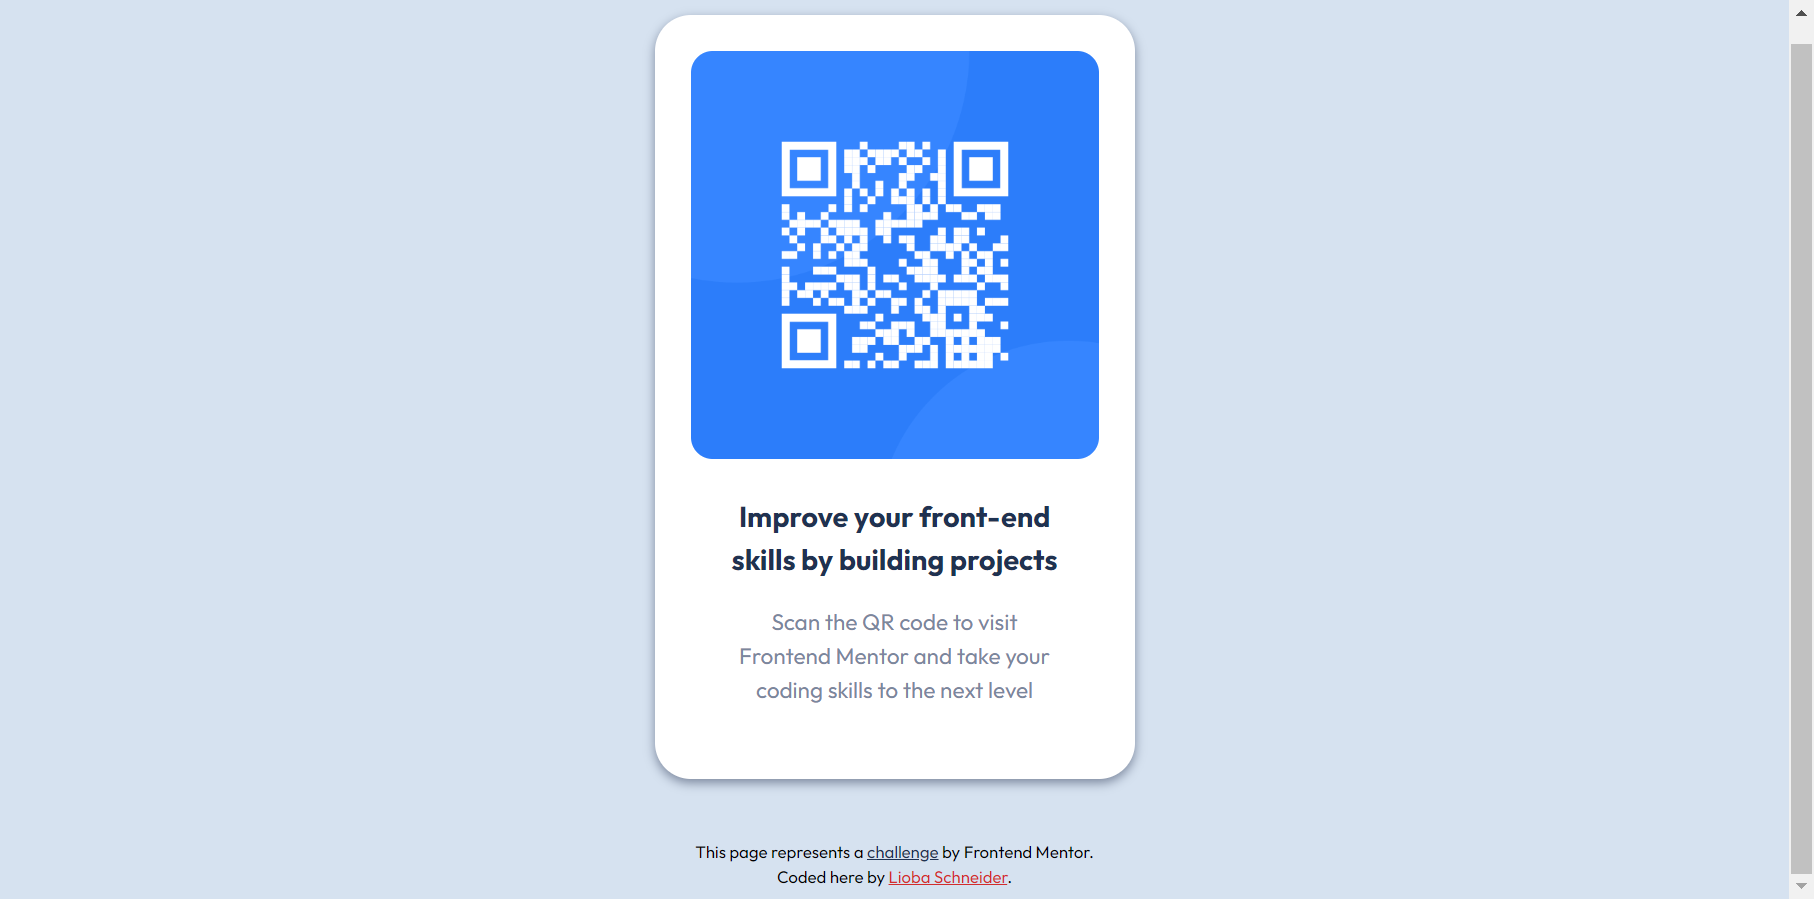 Improve your front-end
skills by building projects
Scan the QR code to visit
Frontend Mentor and take your
coding skills to the next level
This page represents a challenge by Frontend Mentor.
Coded here by Lioba Schneider.